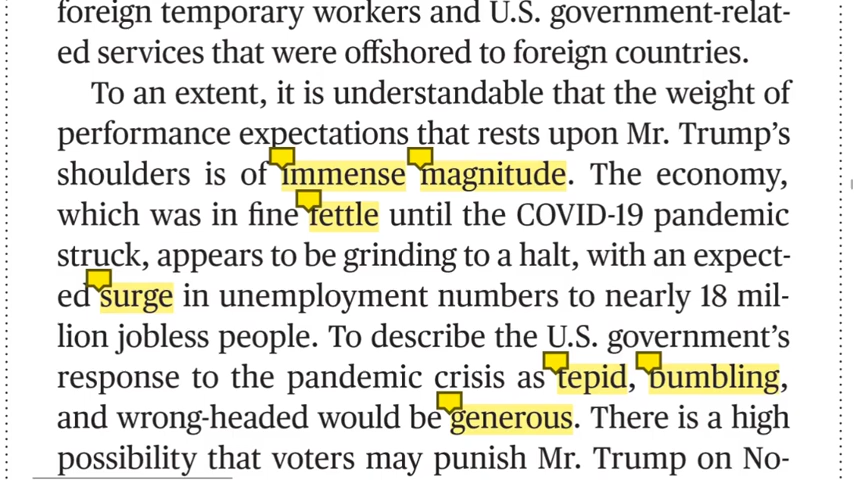 foreign temporary workers and U.S. government-relat-
ed services that were offshored to foreign countries.
To an extent, it is understandable that the weight of
performance expectations that rests upon Mr. Trump’s
shoulders is of immense magnitude. The economy,
which was in fine fettle until the COVID-19 pandemic
struck, appears to be grinding to a halt, with an expect-
ed surge in unemployment numbers to nearly 18 mil-
lion jobless people. To describe the U.S. government’s
response to the pandemic crisis as tepid, bumbling,
and wrong-headed would be generous. There is a high
possibility that voters may punish Mr. Trump on No-